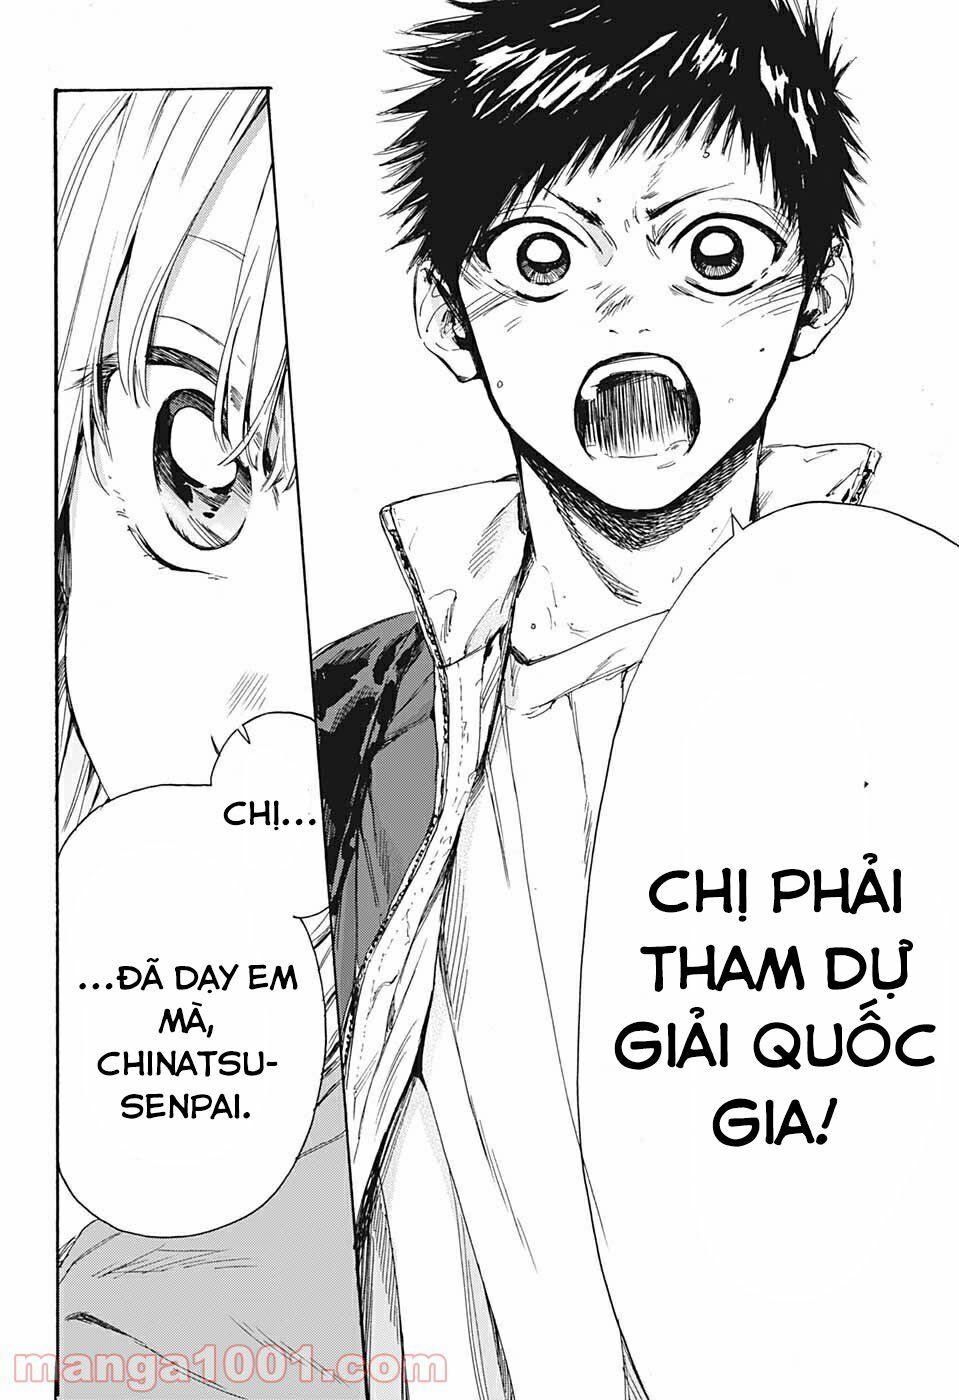 CHỊ PHẢI
THAM DỰ
GIẢI QUỐC
GIA!
CHỊ...
...ĐÃ DẠY EM
MÀ,
CHINATSU-
SENPAI.
manga1001.com